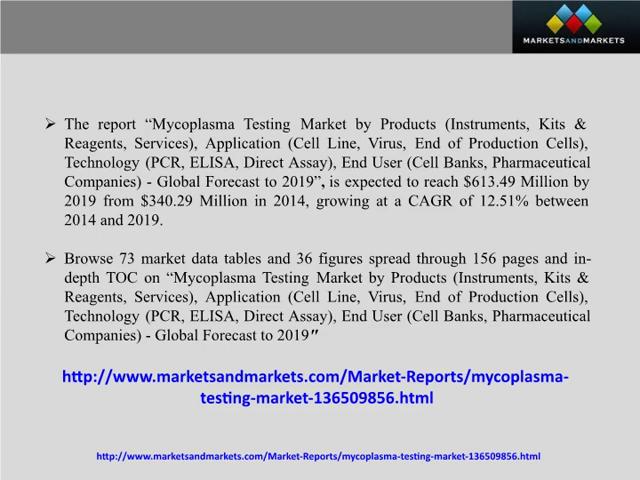 MARKETSANDMARKETS
➢ The report “Mycoplasma Testing Market by Products (Instruments, Kits &
Reagents, Services), Application (Cell Line, Virus, End of Production Cells),
Technology (PCR, ELISA, Direct Assay), End User (Cell Banks, Pharmaceutical
Companies) - Global Forecast to 2019”, is expected to reach $613.49 Million by
2019 from $340.29 Million in 2014, growing at a CAGR of 12.51% between
2014 and 2019.
➢ Browse 73 market data tables and 36 figures spread through 156 pages and in-
depth TOC on “Mycoplasma Testing Market by Products (Instruments, Kits &
Reagents, Services), Application (Cell Line, Virus, End of Production Cells),
Technology (PCR, ELISA, Direct Assay), End User (Cell Banks, Pharmaceutical
Companies) - Global Forecast to 2019"
http://www.marketsandmarkets.com/Market-Reports/mycoplasma-
testing-market-136509856.html
http://www.marketsandmarkets.com/Market-Reports/mycoplasma-testing-market-136509856.html